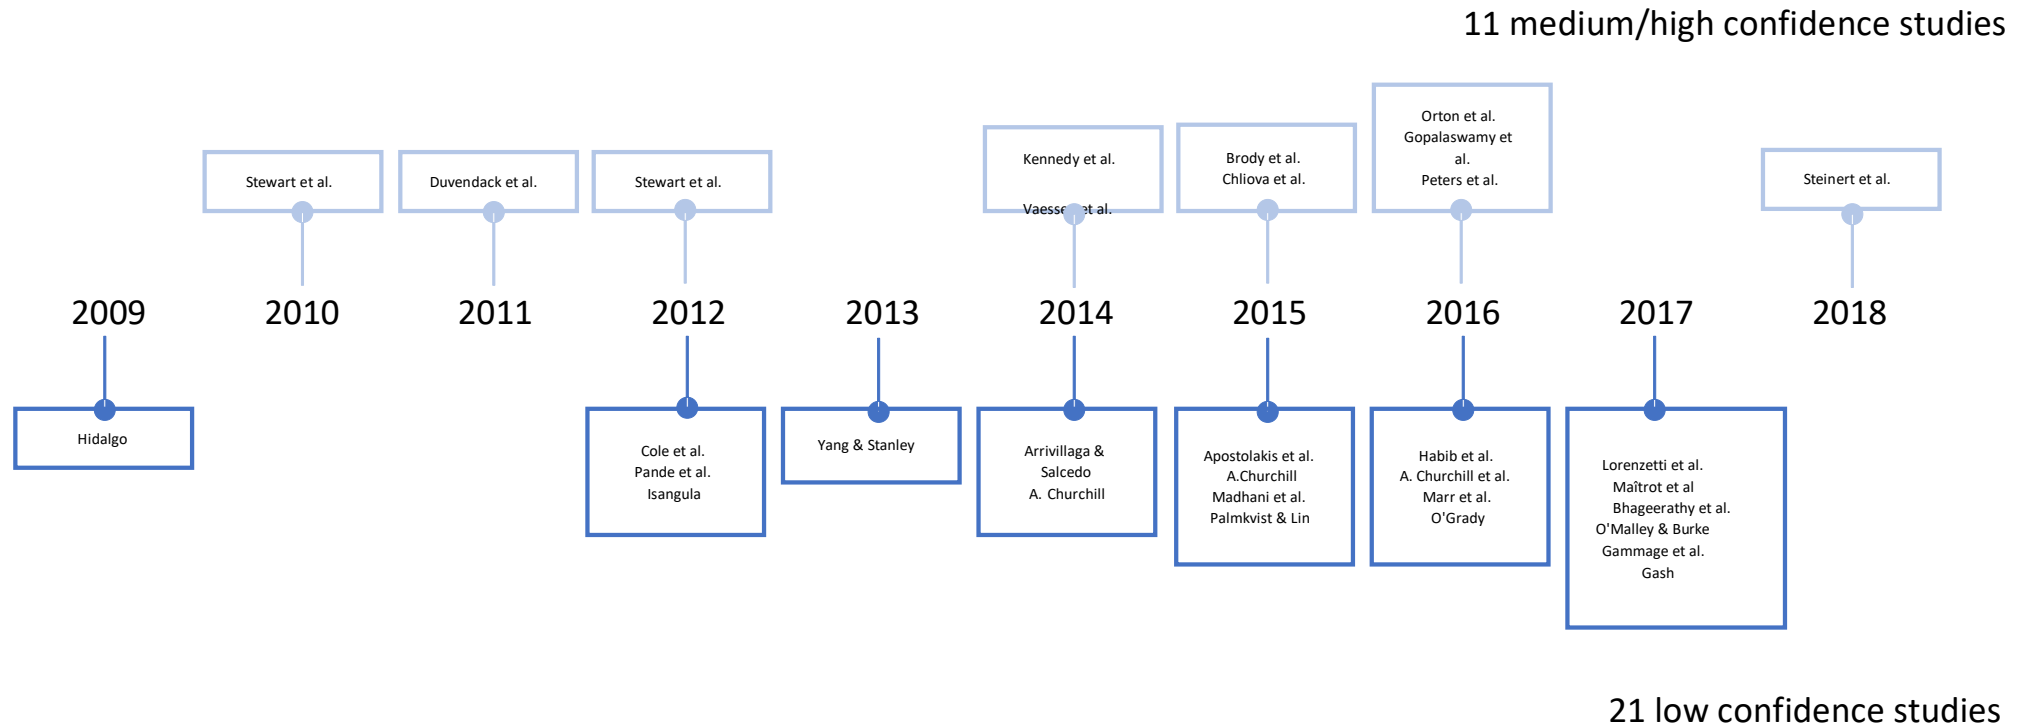 11 medium/high confidence studies
Stewart et al.
Duvendack et al.
Stewart et al.
Kennedy et al.
Vaessen et al.
Brody et al.
Chliova et al.
Orton et al.
Gopalaswamy et
al.
Peters et al.
Steinert et al.
2009
2010
2011
2012
2013
2014
2015
2016
2017
2018
Hidalgo
Cole et al.
Pande et al.
Isangula
Yang & Stanley
Arrivillaga &
Salcedo
A. Churchill
Apostolakis et al.
A.Churchill
Madhani et al.
Palmkvist & Lin
Habib et al.
A. Churchill et al.
Marr et al.
O'Grady
Lorenzetti et al.
Maîtrot et al
Bhageerathy et al.
O'Malley & Burke
Gammage et al.
Gash
21 low confidence studies